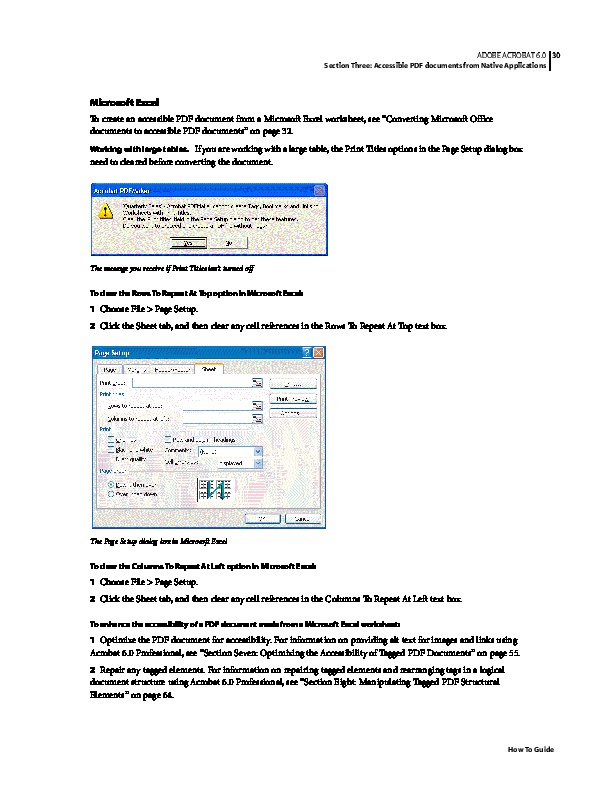 ADOBE ACROBAT 6.0 30
Section Three: Accessible PDF documents from Native Applications
Microsoft Excel
To create an accessible PDF document from a Microsoft Excel worksheet, see "Converting Microsoft Office
documents to accessible PDF documents" on page 32.
Working with large tables. If you are working with a large table, the Print Titles options in the Page Setup dialog box
need to cleared before converting the document.
Acrobat PDFMaker
Worksheets with Print Titles.
Yes No
The message you receive if Print Titles isn't turned off
To clear the Rows To Repeat At Top option in Microsoft Excel:
1 Choose File > Page Setup.
2 Click the Sheet tab, and then clear any cell references in the Rows To Repeat At Top text box.
Page Setup
Page Margins Header/Footer Sheet
Print area:
Print titles
Print Preview
Rows to repeat at top:
Columns to repeat at left:
Print
Row and column headings
Black and white Comments: (None)
Draft quality displayed
Page order
Down, then over
Over, then down
OK Cancel
The Page Setup dialog box in Microsoft Excel
To clear the Columns To Repeat At Left option in Microsoft Excel:
1 Choose File > Page Setup.
2 Click the Sheet tab, and then clear any cell references in the Columns To Repeat At Left text box.
To enhance the accessibility of a PDF document made from a Microsoft Excel worksheet:
1 Optimize the PDF document for accessibility. For information on providing alt text for images and links using
Acrobat 6.0 Professional, see "Section Seven: Optimizing the Accessibility of Tagged PDF Documents" on page 55.
2 Repair any tagged elements. For information on repairing tagged elements and rearranging tags in a logical
document structure using Acrobat 6.0 Professional, see "Section Eight: Manipulating Tagged PDF Structural
Elements" on page 64.
How To Guide